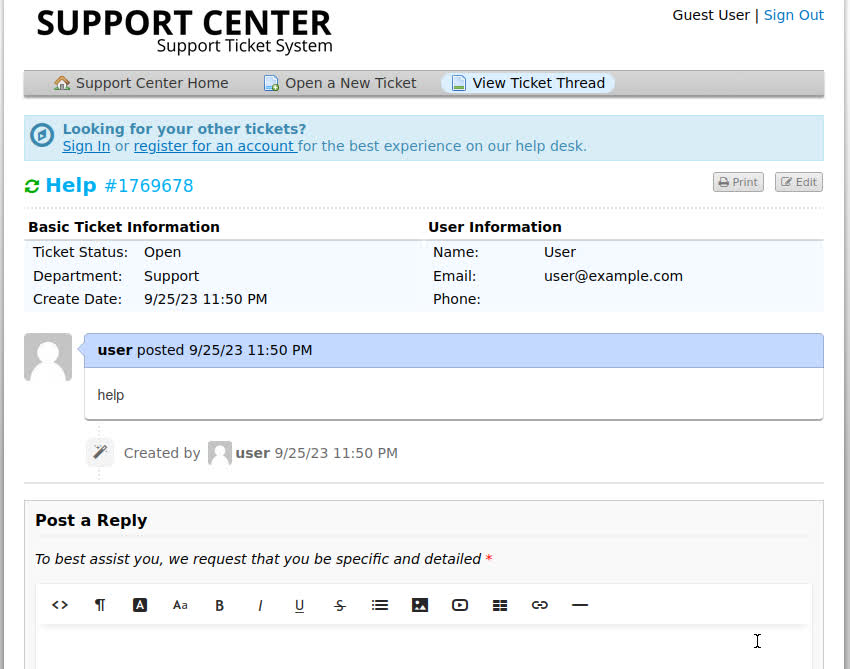 SUPPORT CENTER
Support Ticket System
Guest User | Sign Out
Support Center Home Open a New Ticket View Ticket Thread
Looking for your other tickets?
Sign In or register for an account for the best experience on our help desk.
Help #1769678
Print Edit
Basic Ticket Information
Ticket Status: Open
Department: Support
Create Date: 9/25/23 11:50 PM
User Information
Name: User
Email: user@example.com
Phone:
user posted 9/25/23 11:50 PM
help
Created by user 9/25/23 11:50 PM
Post a Reply
To best assist you, we request that you be specific and detailed *
<> ¶ A Aa B I U S